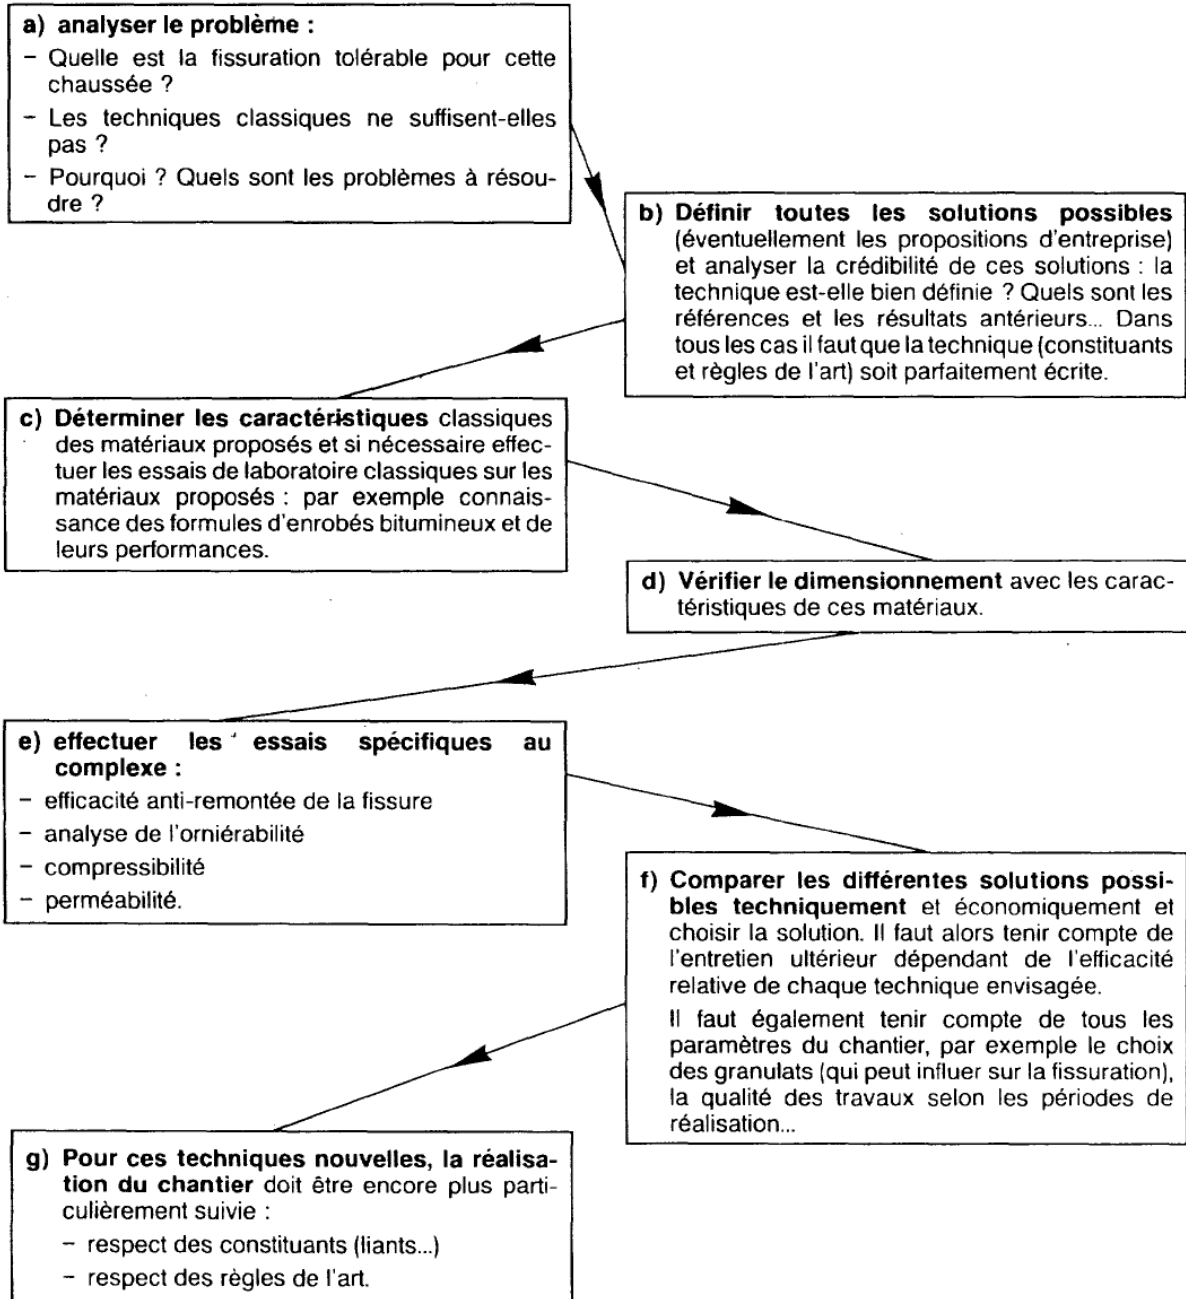 a) analyser le problème :
– Quelle est la fissuration tolérable pour cette
chaussée ?
– Les techniques classiques ne suffisent-elles
pas ?
– Pourquoi ? Quels sont les problèmes à résou-
dre ?
b) Définir toutes les solutions possibles
(éventuellement les propositions d'entreprise)
et analyser la crédibilité de ces solutions : la
technique est-elle bien définie ? Quels sont les
références et les résultats antérieurs... Dans
tous les cas il faut que la technique (constituants
et règles de l'art) soit parfaitement écrite.
c) Déterminer les caractéristiques classiques
des matériaux proposés et si nécessaire effec-
tuer les essais de laboratoire classiques sur les
matériaux proposés : par exemple connais-
sance des formules d'enrobés bitumineux et de
leurs performances.
d) Vérifier le dimensionnement avec les carac-
téristiques de ces matériaux.
e) effectuer les essais spécifiques au
complexe :
– efficacité anti-remontée de la fissure
– analyse de l'orniérabilité
– compressibilité
– perméabilité.
f) Comparer les différentes solutions possi-
bles techniquement et économiquement et
choisir la solution. Il faut alors tenir compte de
l'entretien ultérieur dépendant de l'efficacité
relative de chaque technique envisagée.
Il faut également tenir compte de tous les
paramètres du chantier, par exemple le choix
des granulats (qui peut influer sur la fissuration),
la qualité des travaux selon les périodes de
réalisation...
g) Pour ces techniques nouvelles, la réalisa-
tion du chantier doit être encore plus parti-
culièrement suivie :
– respect des constituants (liants...)
– respect des règles de l'art.